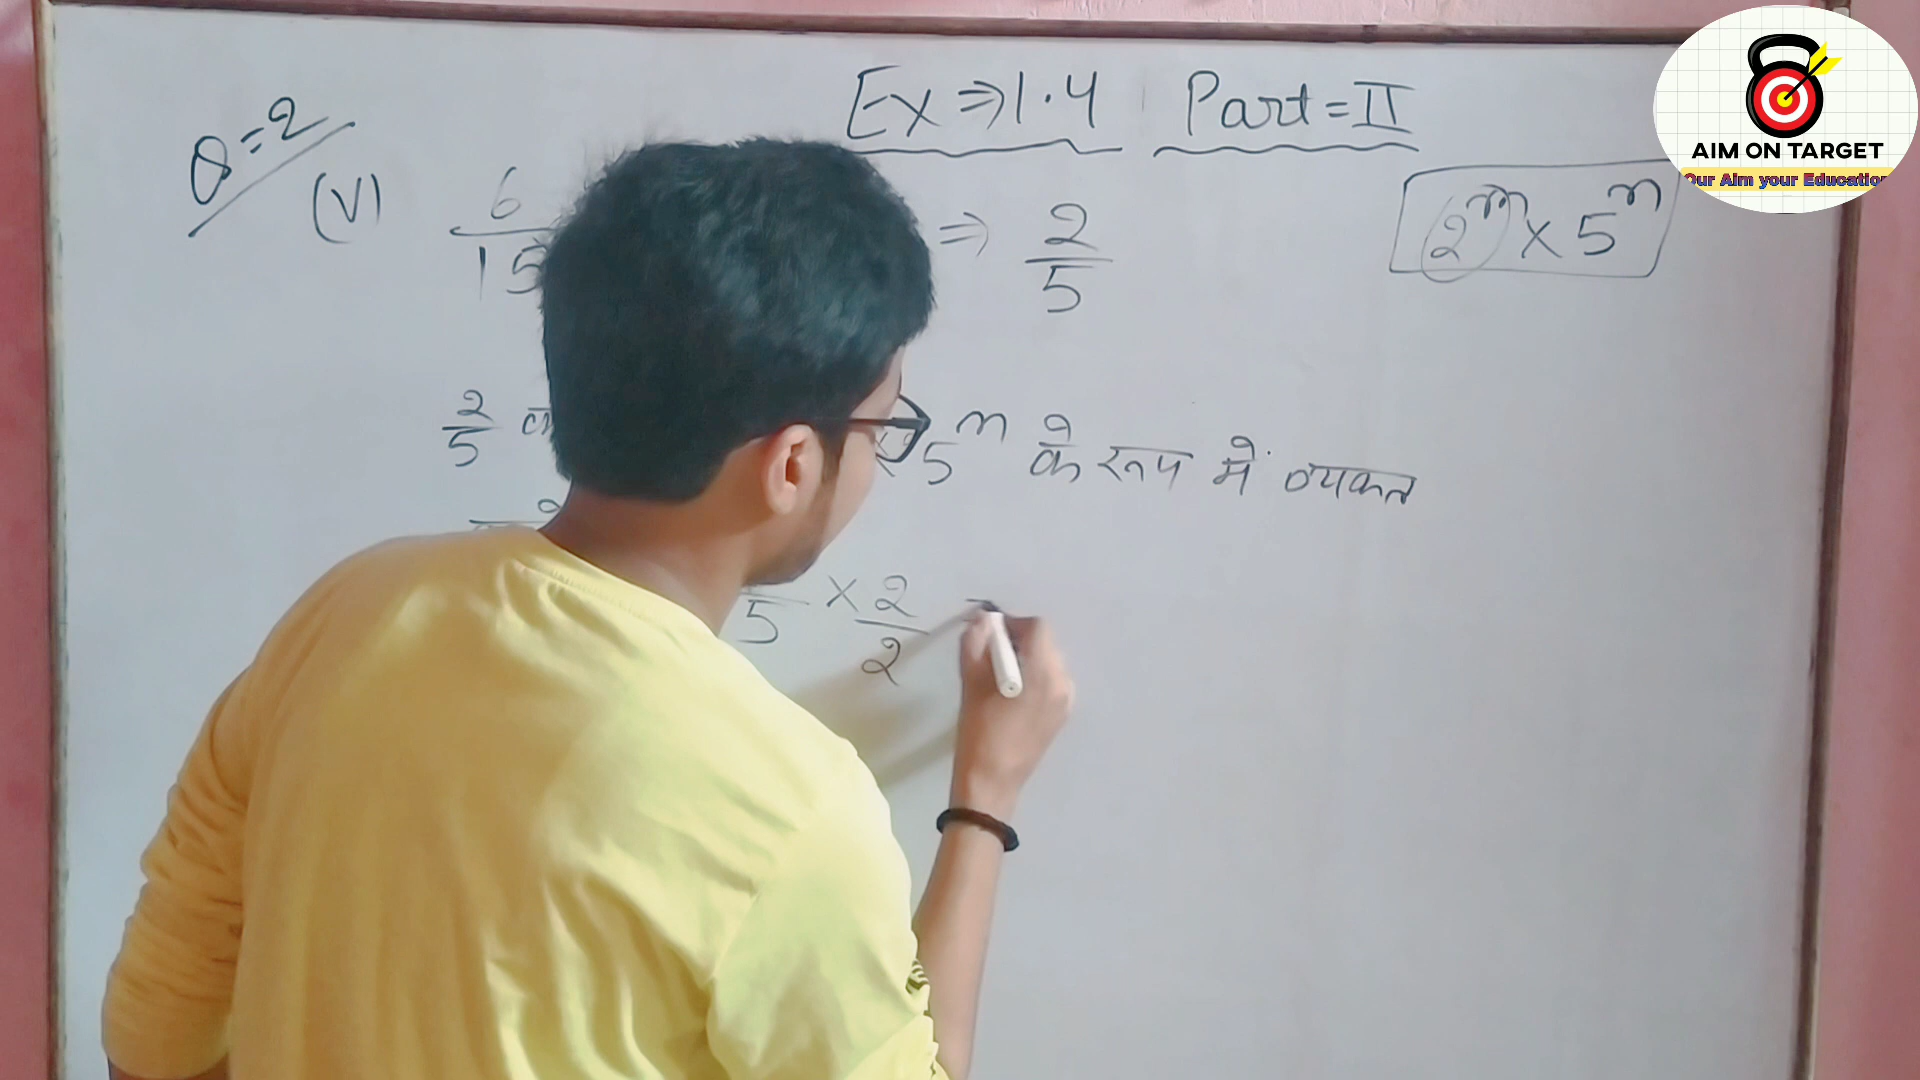 Ex ⇒ 1.4 Part = II
Q=2
(V) 6/15 ⇒ 2/5
2^m × 5^n
2/5 5^n के रूप में व्यक्त
2
5 × 2/2 =
AIM ON TARGET
Our Aim your Education